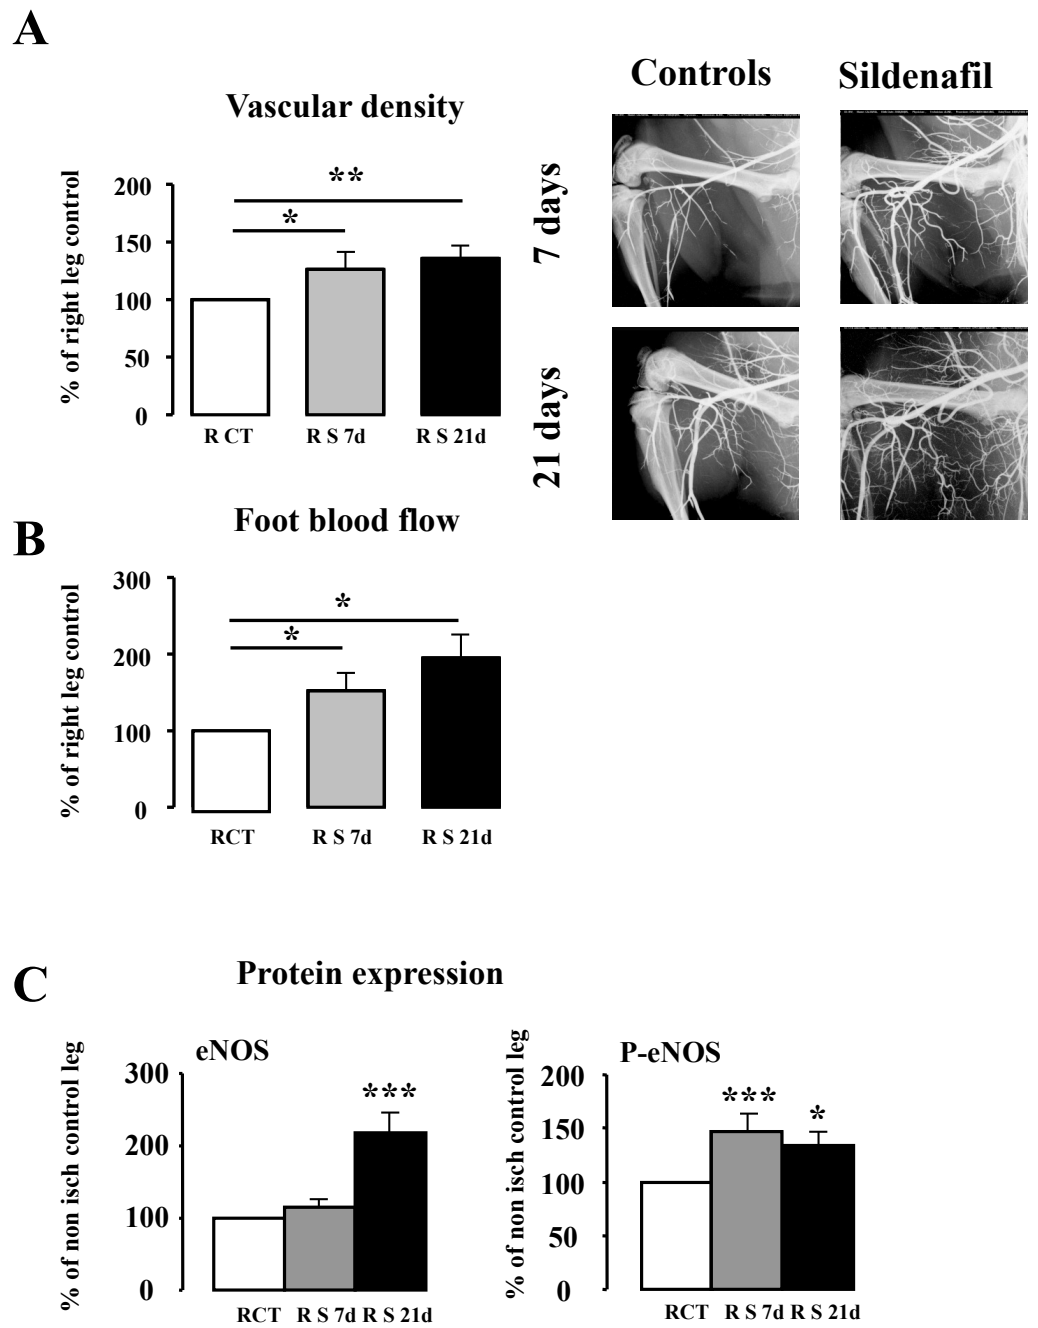 A
Vascular density
% of right leg control
200
150
100
50
0
**
*
R CT
R S 7d
R S 21d
Controls
Sildenafil
7 days
21 days
B
Foot blood flow
% of right leg control
300
200
100
0
*
*
RCT
R S 7d
R S 21d
C
Protein expression
eNOS
% of non isch control leg
300
200
100
0
***
RCT
R S 7d
R S 21d
P-eNOS
% of non isch control leg
200
150
100
50
0
***
*
RCT
R S 7d
R S 21d